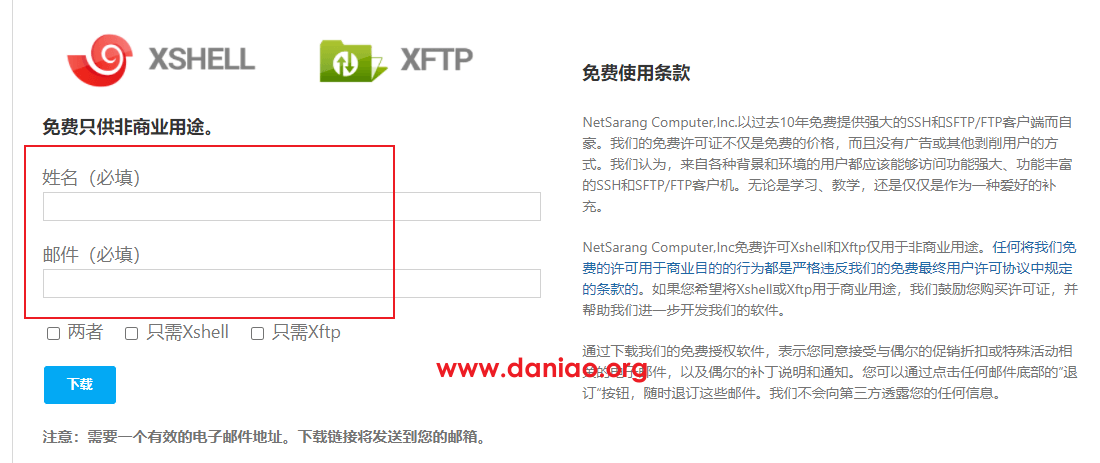 XSHELL
XFTP
免费只供非商业用途。
姓名（必填）
邮件（必填）
两者
只需Xshell
只需Xftp
下载
注意：需要一个有效的电子邮件地址。下载链接将发送到您的邮箱。
免费使用条款
NetSarang Computer,Inc.以过去10年免费提供强大的SSH和SFTP/FTP客户端而自
豪。我们的免费许可证不仅是免费的价格，而且没有广告或其他剥削用户的方
式。我们认为，来自各种背景和环境的用户都应该能够访问功能强大、功能丰富
的SSH和SFTP/FTP客户机。无论是学习、教学，还是仅仅是作为一种爱好的补
充。
NetSarang Computer,Inc免费许可Xshell和Xftp仅用于非商业用途。任何将我们免
费的许可用于商业目的的行为都是严格违反我们的免费最终用户许可协议中规定
的条款的。如果您希望将Xshell或Xftp用于商业用途，我们鼓励您购买许可证，并
帮助我们进一步开发我们的软件。
通过下载我们的免费授权软件，表示您同意接受与偶尔的促销折扣或特殊活动相
关的电子邮件，以及偶尔的补丁说明和通知。您可以通过点击任何邮件底部的“退
订”按钮，随时退订这些邮件。我们不会向第三方透露您的任何信息。
www.daniao.org